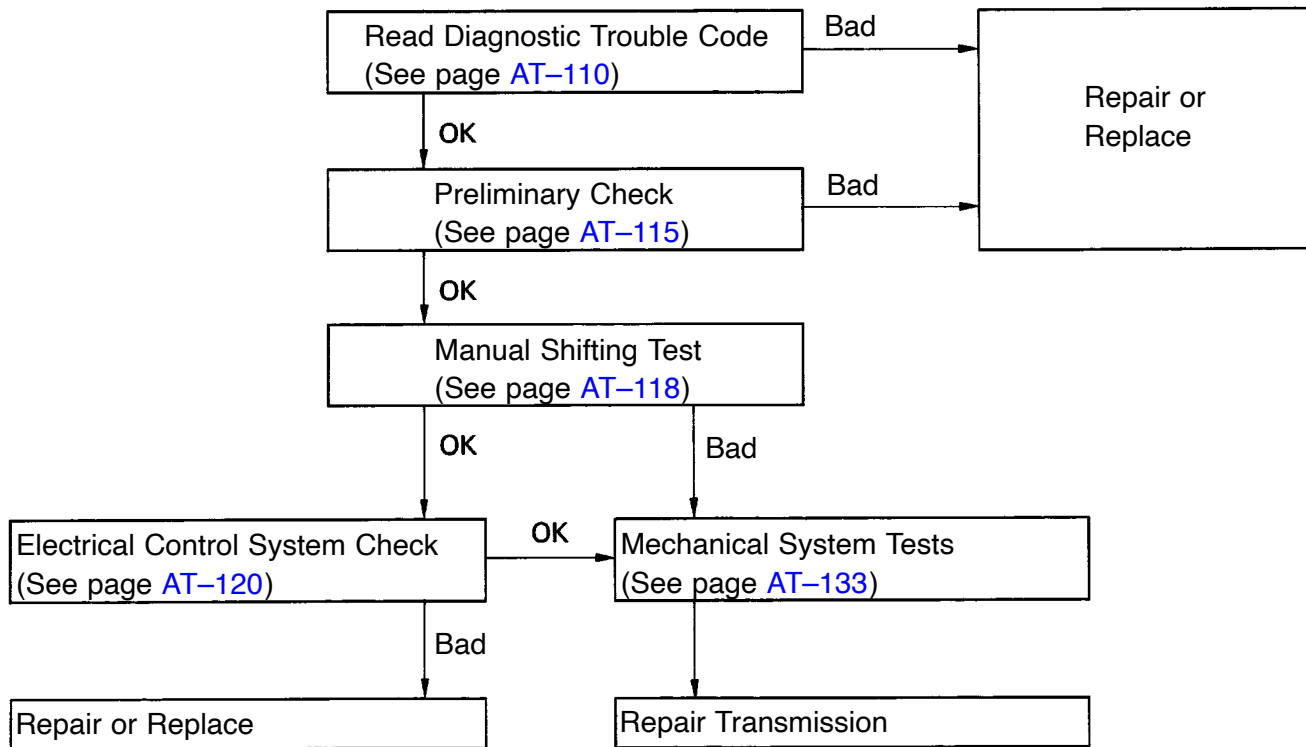 Read Diagnostic Trouble Code
(See page AT–110)
Bad
Repair or
Replace
OK
Preliminary Check
(See page AT–115)
Bad
OK
Manual Shifting Test
(See page AT–118)
OK
Bad
Electrical Control System Check
(See page AT–120)
OK
Mechanical System Tests
(See page AT–133)
Bad
Repair or Replace
Repair Transmission